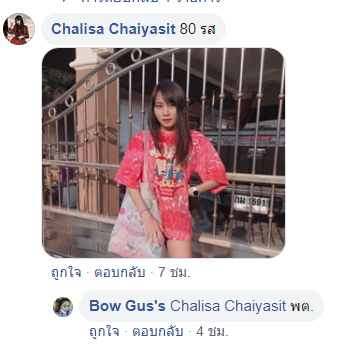 Chalisa Chaiyasit 80 รส
ถูกใจ · ตอบกลับ · 7 ชม.
Bow Gus's Chalisa Chaiyasit พต.
ถูกใจ · ตอบกลับ · 4 ชม.